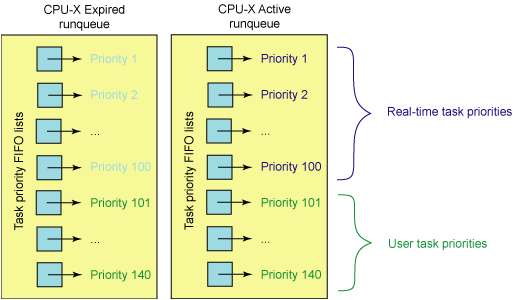 CPU-X Expired
runqueue
Task priority FIFO lists
Priority 1
Priority 2
...
Priority 100
Priority 101
...
Priority 140
CPU-X Active
runqueue
Task priority FIFO lists
Priority 1
Priority 2
...
Priority 100
Priority 101
...
Priority 140
Real-time task priorities
User task priorities